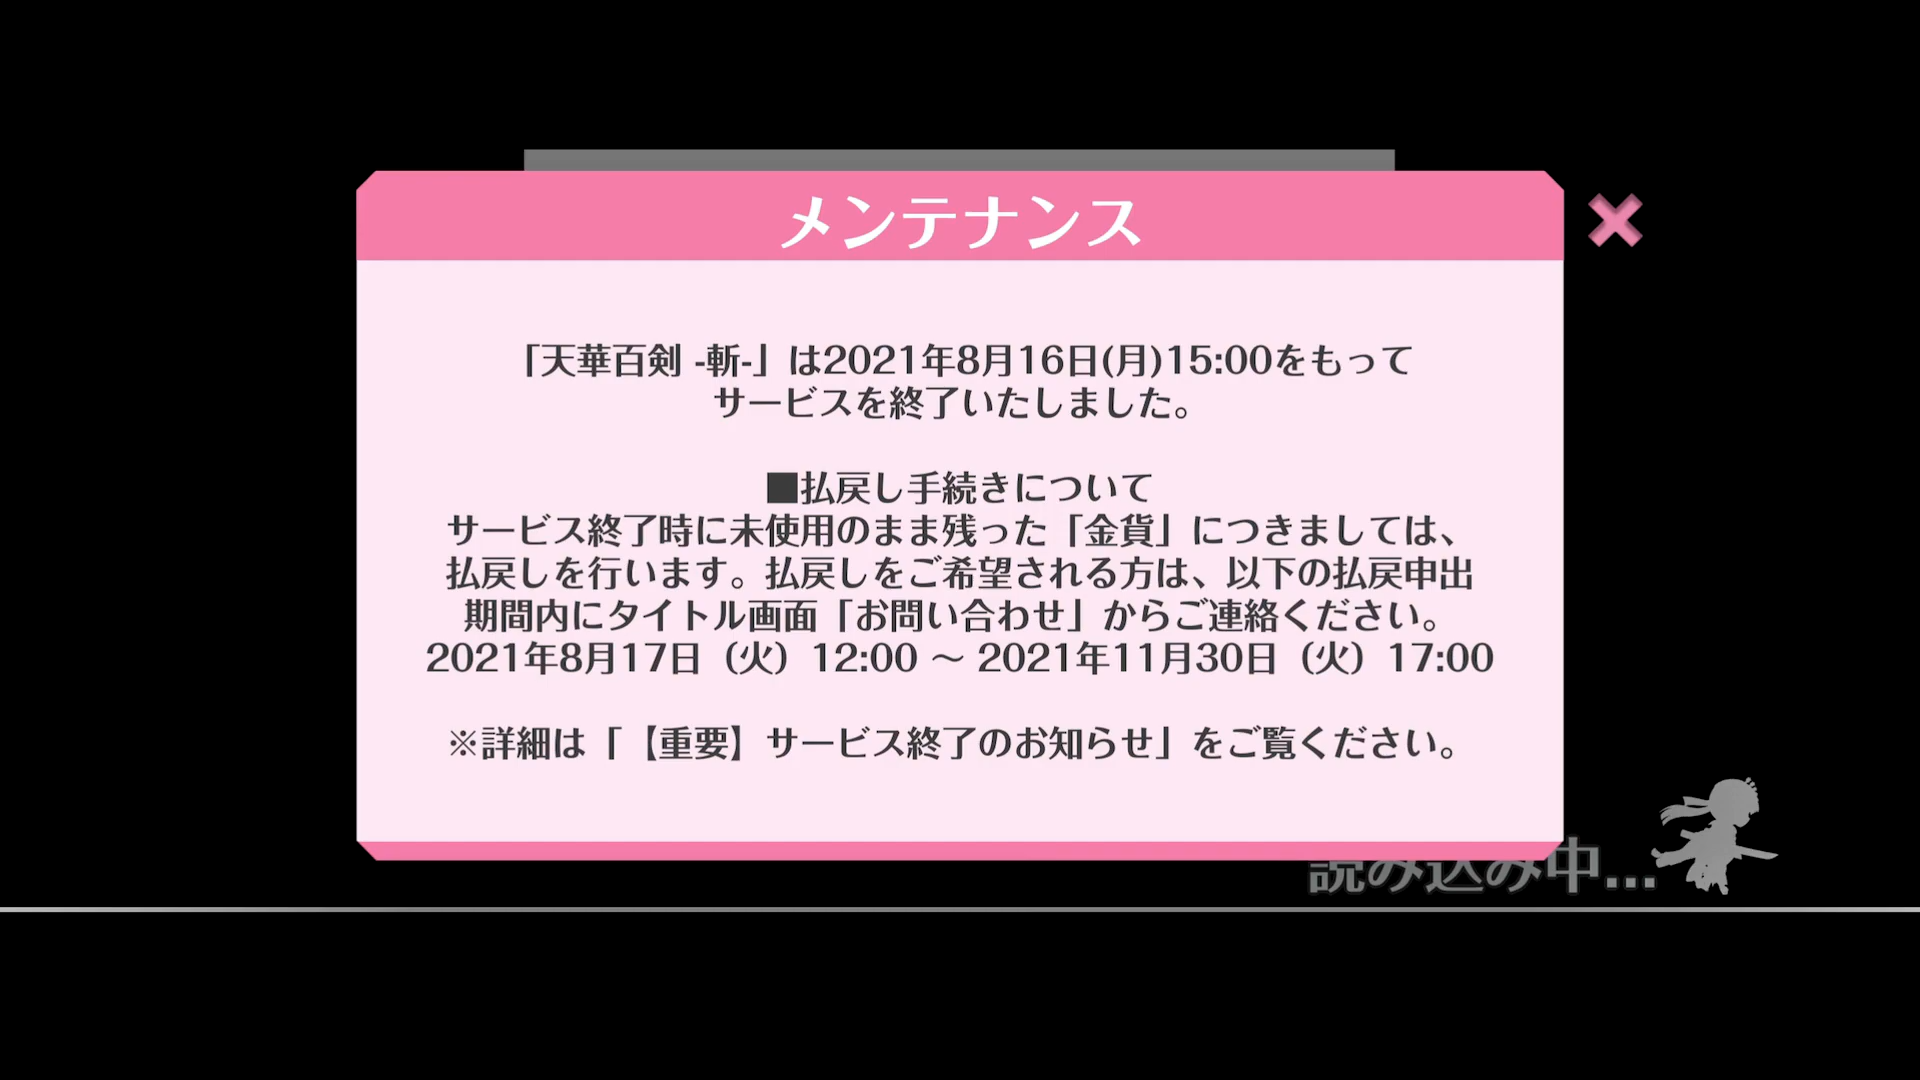 メンテナンス
「天華百剣 -斬-」は2021年8月16日(月)15:00をもって
サービスを終了いたしました。
■払戻し手続きについて
サービス終了時に未使用のまま残った「金貨」につきましては、
払戻しを行います。払戻しをご希望される方は、以下の払戻申出
期間内にタイトル画面「お問い合わせ」からご連絡ください。
2021年8月17日（火）12:00 ～ 2021年11月30日（火）17:00
※詳細は「【重要】サービス終了のお知らせ」をご覧ください。
読み込み中...